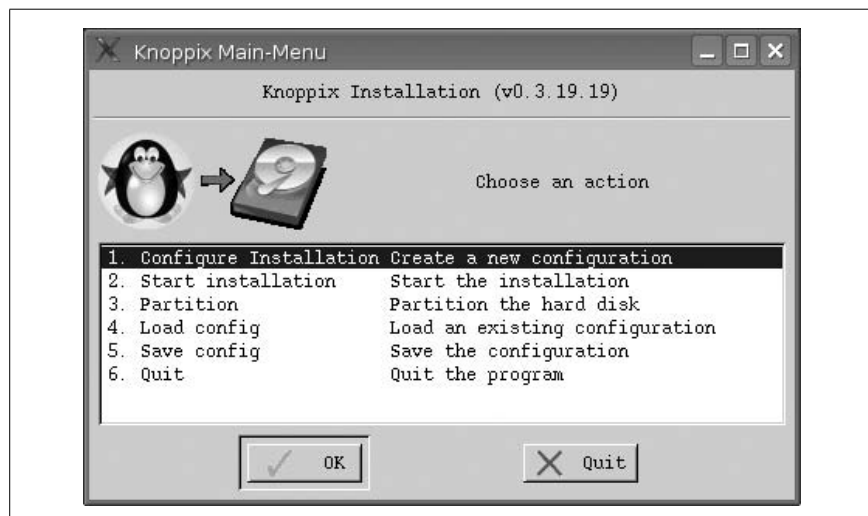 Knoppix Main-Menu
Knoppix Installation (v0.3.19.19)
Choose an action
1. Configure Installation Create a new configuration
2. Start installation Start the installation
3. Partition Partition the hard disk
4. Load config Load an existing configuration
5. Save config Save the configuration
6. Quit Quit the program
OK Quit